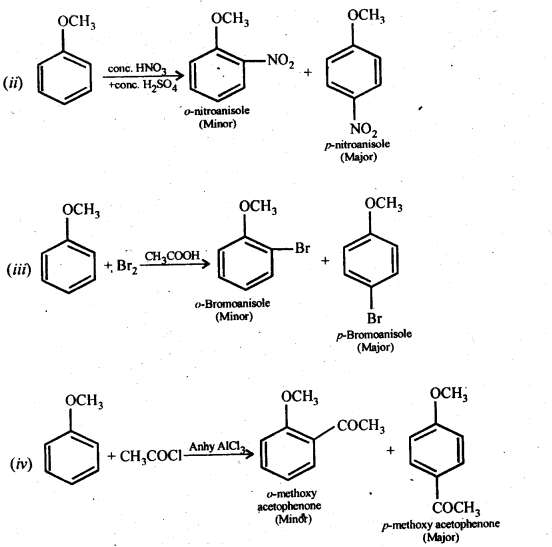 OCH₃
OCH₃
OCH₃
(ii)
conc. HNO₃
+conc. H₂SO₄
NO₂
+
o-nitroanisole
(Minor)
NO₂
p-nitroanisole
(Major)
OCH₃
OCH₃
OCH₃
(iii)
+ Br₂
CH₃COOH
Br
+
o-Bromoanisole
(Minor)
Br
p-Bromoanisole
(Major)
OCH₃
OCH₃
OCH₃
(iv)
+ CH₃COCl
Anhy AlCl₃
COCH₃
+
o-methoxy
acetophenone
(Minor)
COCH₃
p-methoxy acetophenone
(Major)